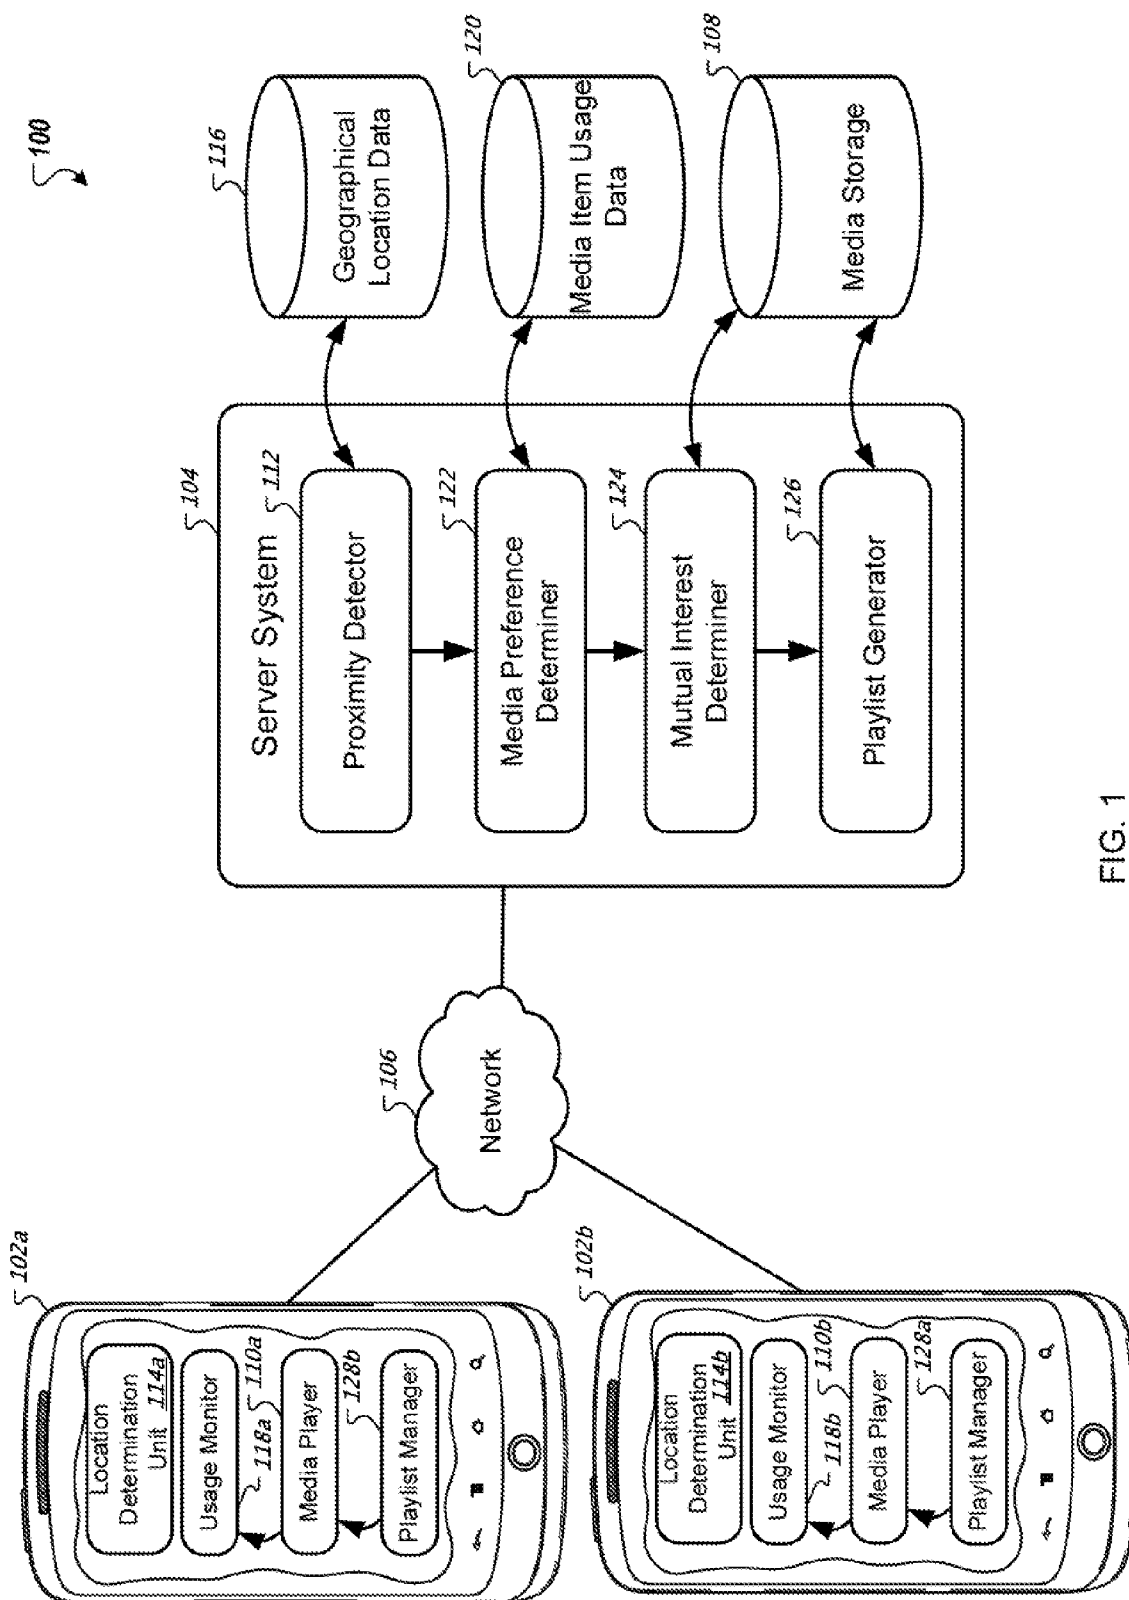 100
102a
Location
Determination
Unit 114a
Usage Monitor
118a
110a
Media Player
128b
Playlist Manager
102b
Location
Determination
Unit 114b
Usage Monitor
118b
110b
Media Player
128a
Playlist Manager
106
Network
104
Server System
112
Proximity Detector
122
Media Preference
Determiner
124
Mutual Interest
Determiner
126
Playlist Generator
116
Geographical
Location Data
120
Media Item Usage
Data
108
Media Storage
FIG. 1